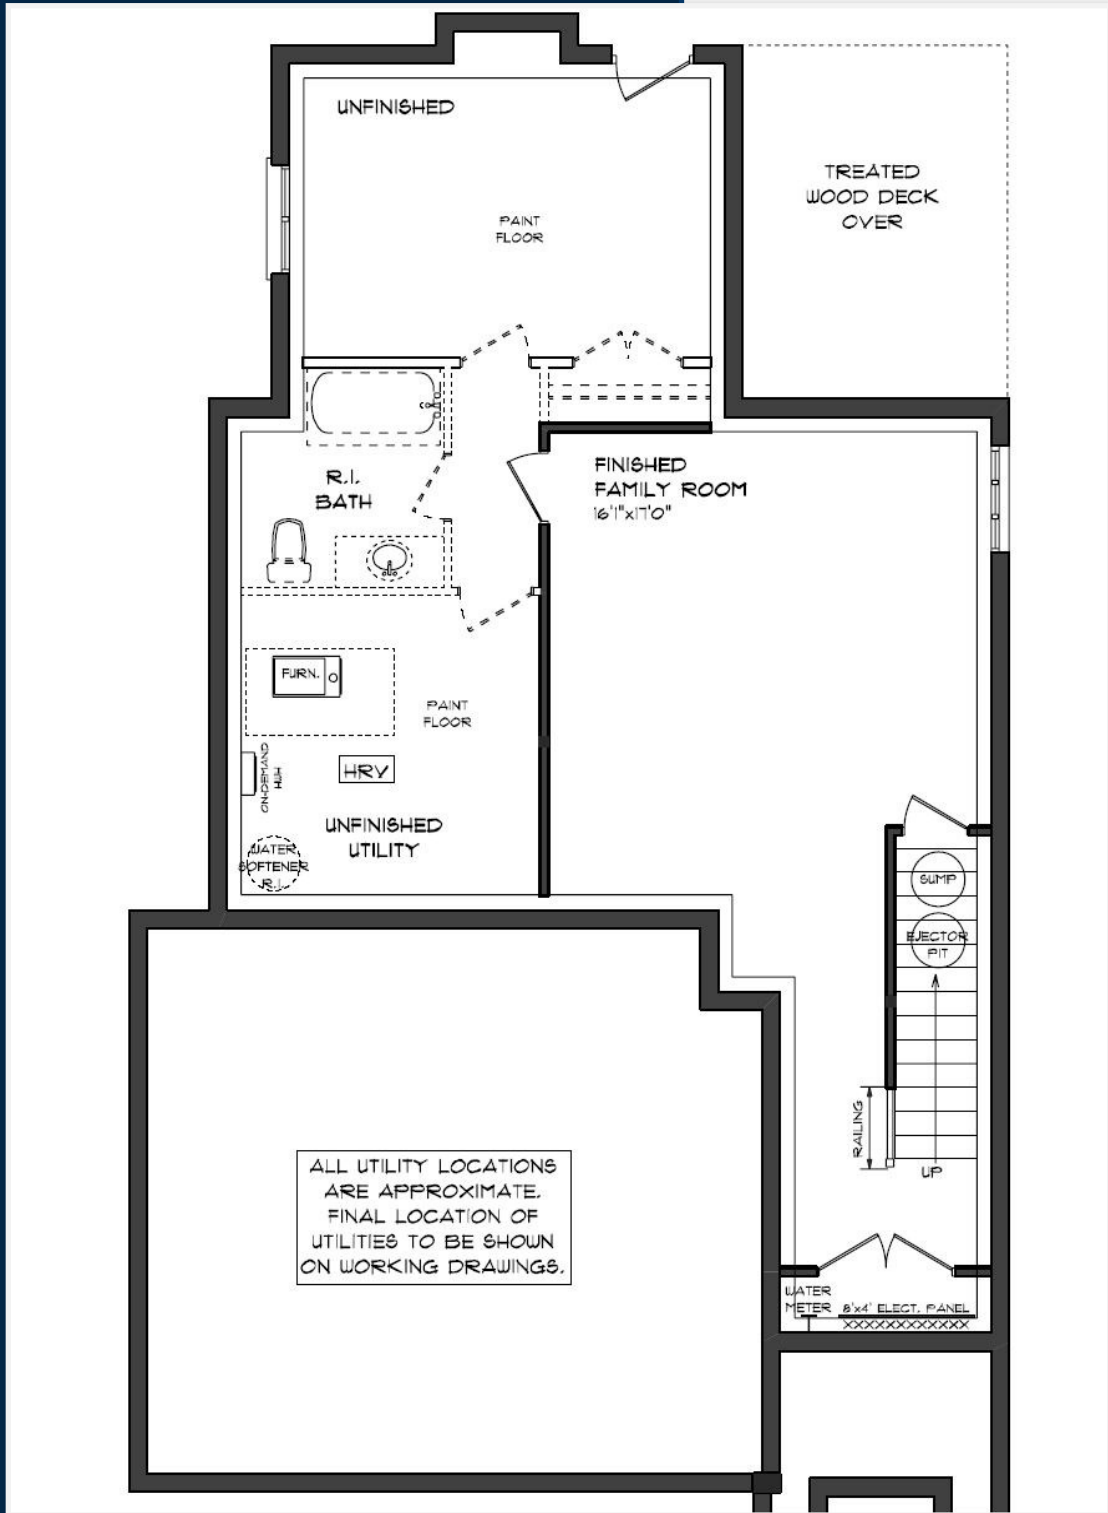 UNFINISHED
TREATED
WOOD DECK
OVER
PAINT
FLOOR
R.I.
BATH
FINISHED
FAMILY ROOM
16'1"x17'0"
FURN.
PAINT
FLOOR
ON-DEMAND
HWH
HRV
UNFINISHED
UTILITY
WATER
SOFTENER
R.I.
SUMP
EJECTOR
PIT
RAILING
UP
ALL UTILITY LOCATIONS
ARE APPROXIMATE.
FINAL LOCATION OF
UTILITIES TO BE SHOWN
ON WORKING DRAWINGS.
WATER
METER
8'x4' ELECT. PANEL